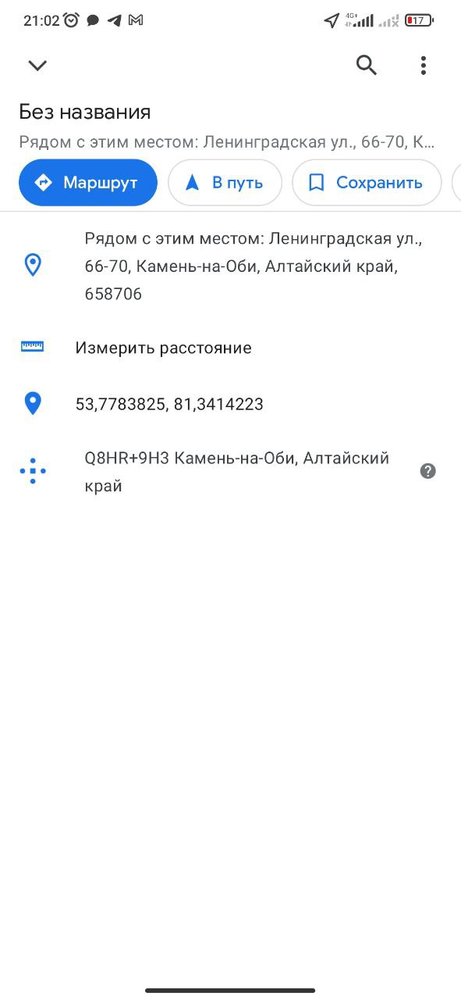 21:02
4G+
17
Без названия
Рядом с этим местом: Ленинградская ул., 66-70, К...
Маршрут
В путь
Сохранить
Рядом с этим местом: Ленинградская ул.,
66-70, Камень-на-Оби, Алтайский край,
658706
Измерить расстояние
53,7783825, 81,3414223
Q8HR+9H3 Камень-на-Оби, Алтайский
край
?